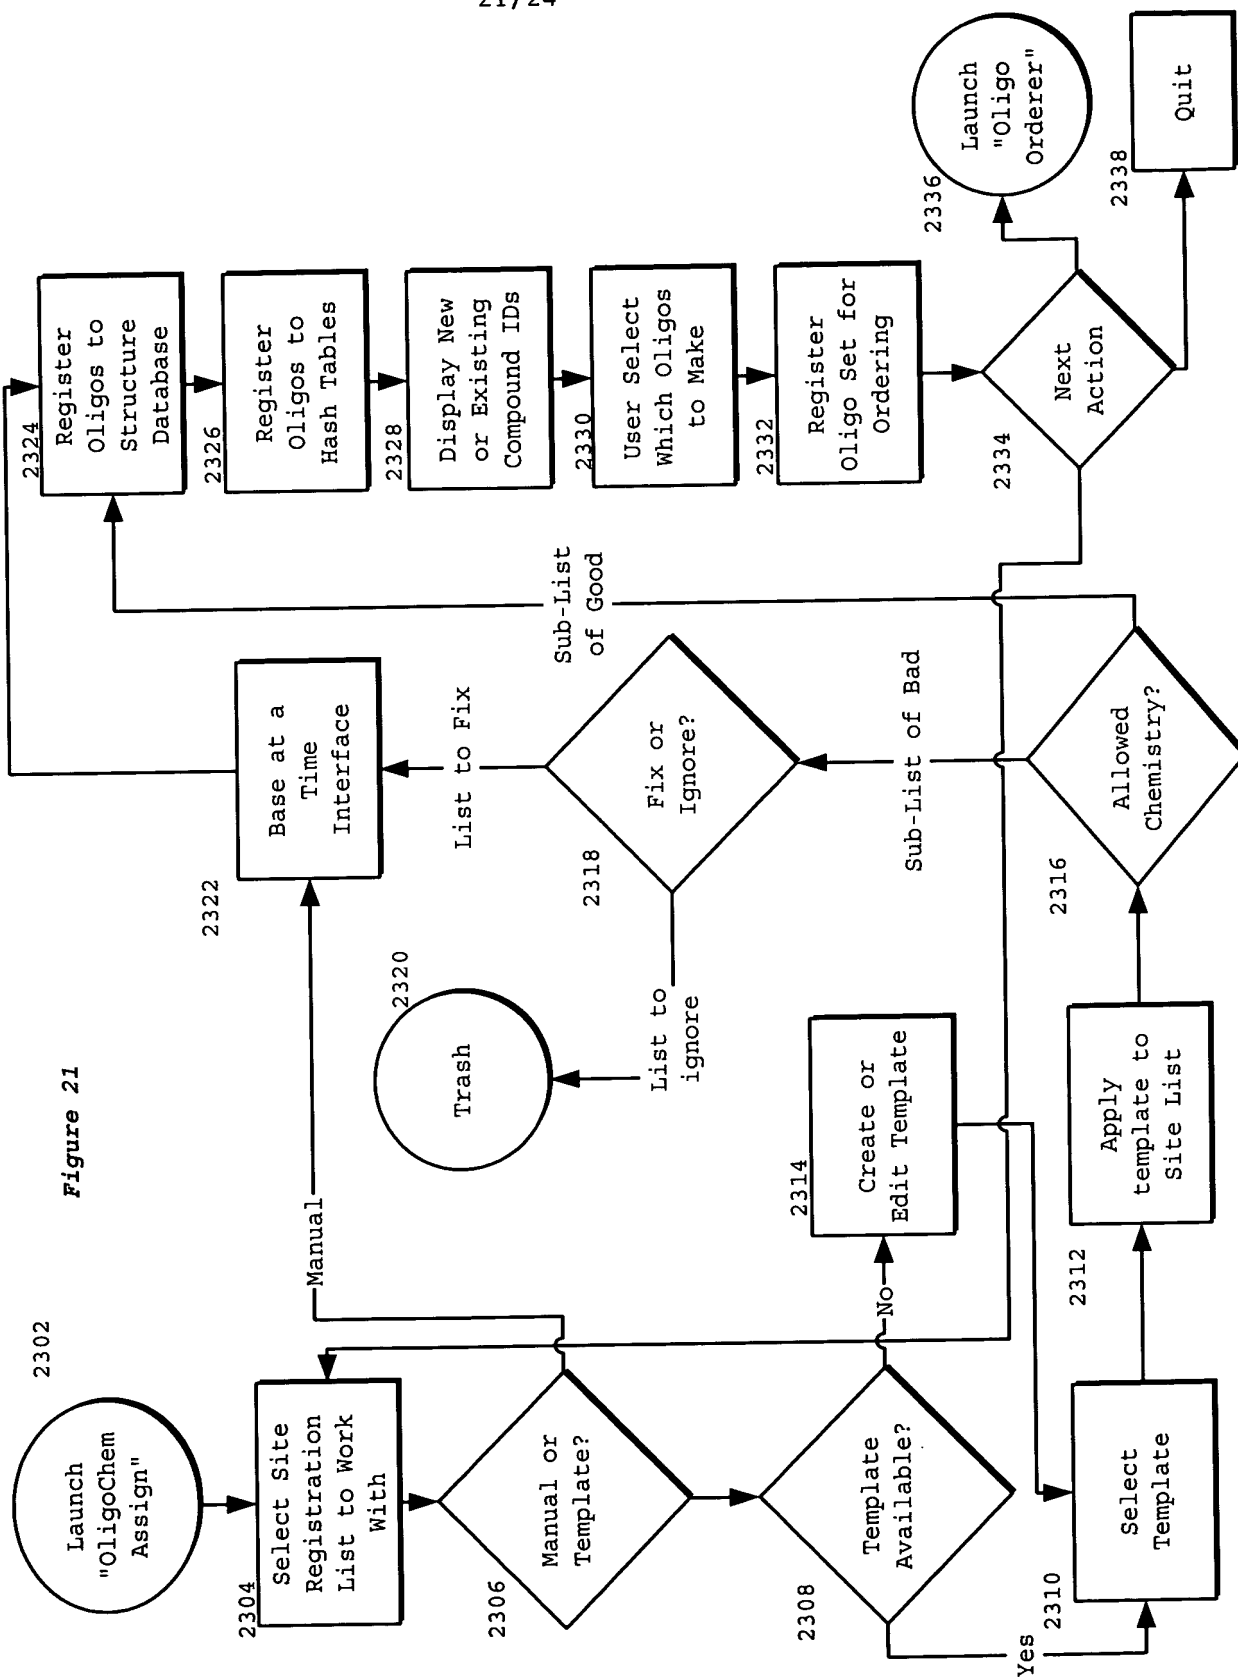 21/24
Figure 21
2302
Launch
"OligoChem
Assign"
2304
Select Site
Registration
List to Work
With
2306
Manual or
Template?
Manual
2308
Template
Available?
No
Yes
2310
Select
Template
2312
Apply
template to
Site List
2314
Create or
Edit Template
2316
Allowed
Chemistry?
Sub-List of Bad
Sub-List
of Good
2318
Fix or
Ignore?
List to
ignore
2320
Trash
List to Fix
2322
Base at a
Time
Interface
2324
Register
Oligos to
Structure
Database
2326
Register
Oligos to
Hash Tables
2328
Display New
or Existing
Compound IDs
2330
User Select
Which Oligos
to Make
2332
Register
Oligo Set for
Ordering
2334
Next
Action
2336
Launch
"Oligo
Orderer"
2338
Quit